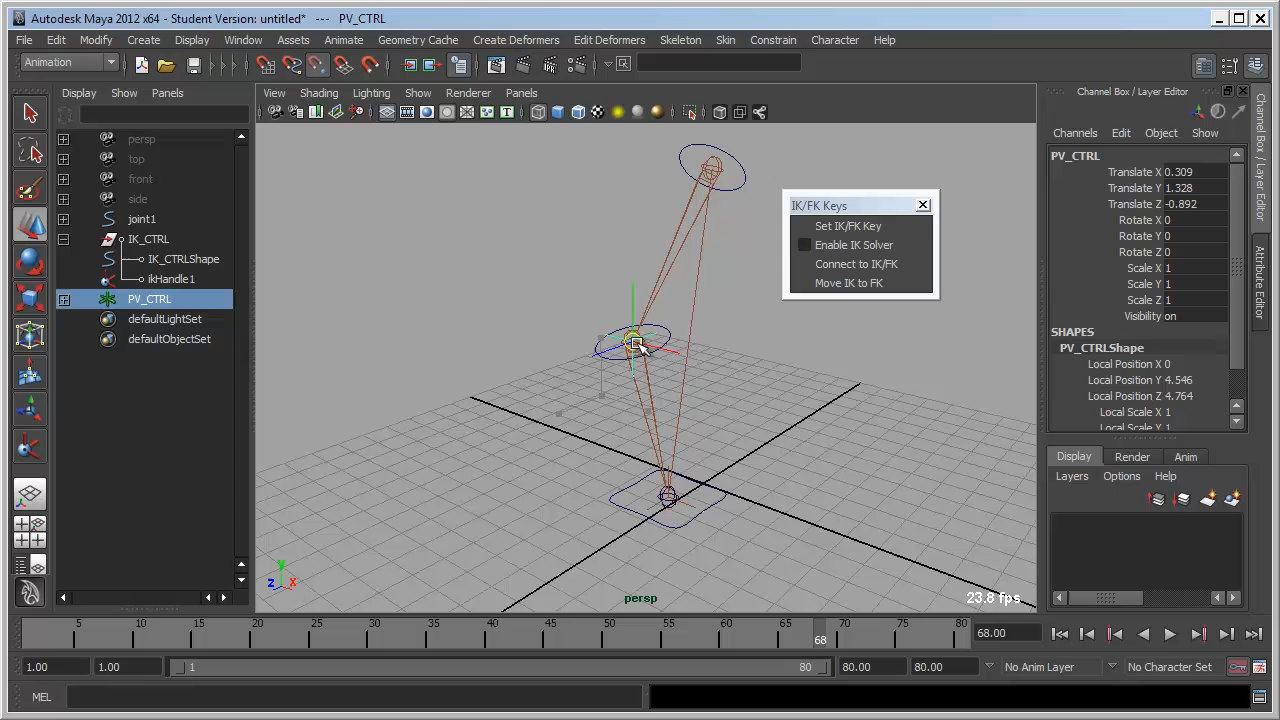 Autodesk Maya 2012 x64 - Student Version: untitled* --- PV_CTRL
File Edit Modify Create Display Window Assets Animate Geometry Cache Create Deformers Edit Deformers Skeleton Skin Constrain Character Help
Animation
Display Show Panels
View Shading Lighting Show Renderer Panels
Channel Box / Layer Editor
persp
top
front
side
joint1
IK_CTRL
IK_CTRLShape
ikHandle1
PV_CTRL
defaultLightSet
defaultObjectSet
IK/FK Keys
Set IK/FK Key
Enable IK Solver
Connect to IK/FK
Move IK to FK
y
z x
persp
23.8 fps
Channels Edit Object Show
PV_CTRL
Translate X 0.309
Translate Y 1.328
Translate Z -0.892
Rotate X 0
Rotate Y 0
Rotate Z 0
Scale X 1
Scale Y 1
Scale Z 1
Visibility on
SHAPES
PV_CTRLShape
Local Position X 0
Local Position Y 4.546
Local Position Z 4.764
Local Scale X 1
Local Scale Y 1
Display Render Anim
Layers Options Help
Channel Box / Layer Editor
Attribute Editor
5 10 15 20 25 30 35 40 45 50 55 60 65 68 70 75 80
68.00
1.00 1.00 1 80 80.00 80.00 No Anim Layer No Character Set
MEL